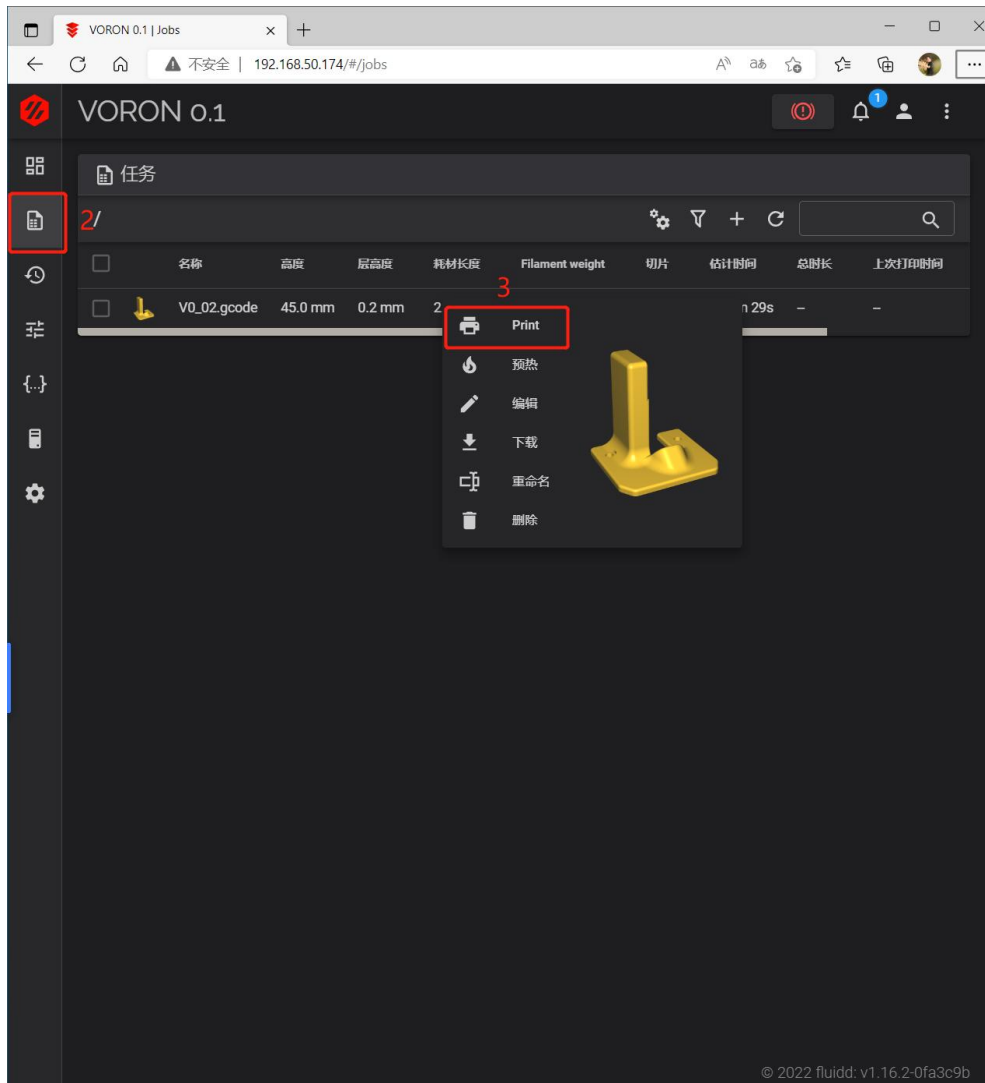 VORON 0.1 | Jobs
不安全 | 192.168.50.174/#/jobs
VORON 0.1
1
任务
2/
名称 高度 层高度 耗材长度 Filament weight 切片 估计时间 总时长 上次打印时间
3
V0_02.gcode 45.0 mm 0.2 mm 2 29s – –
Print
预热
编辑
下载
重命名
删除
{...}
© 2022 fluidd: v1.16.2-0fa3c9b